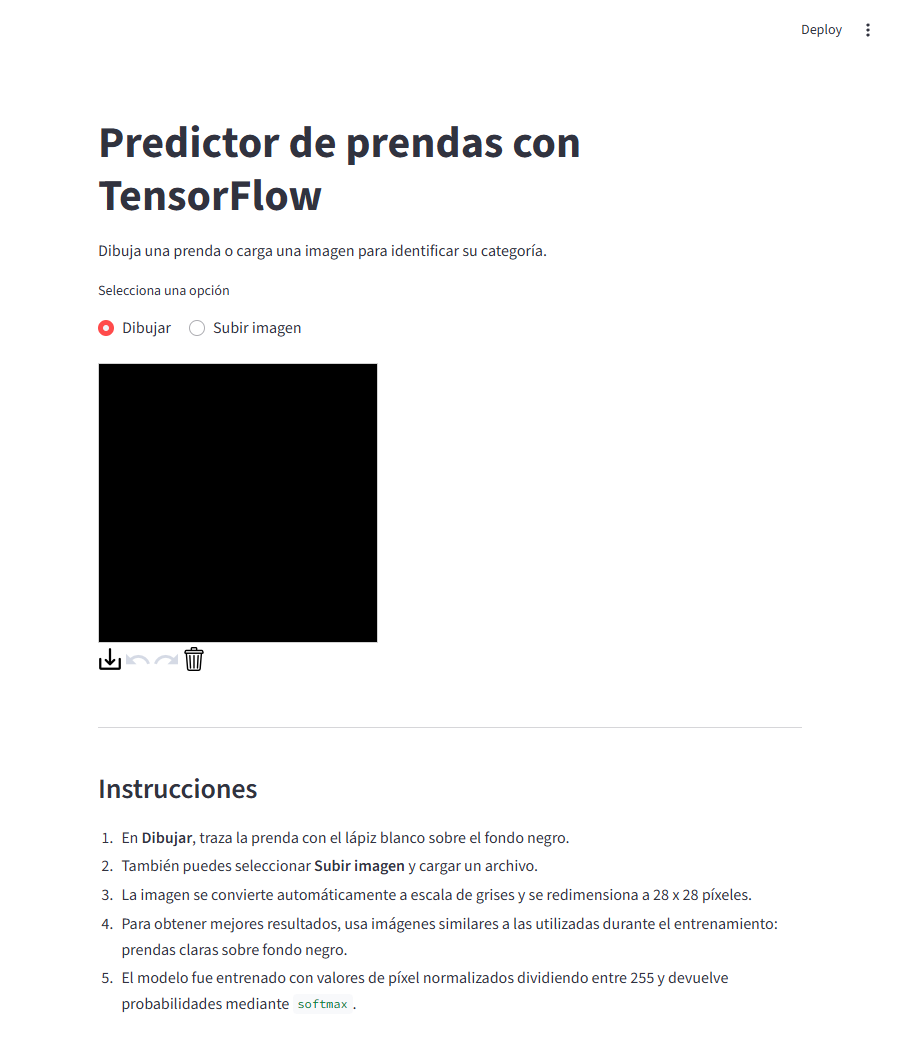 Deploy
Predictor de prendas con
TensorFlow
Dibuja una prenda o carga una imagen para identificar su categoría.
Selecciona una opción
Dibujar Subir imagen
Instrucciones
1. En Dibujar, traza la prenda con el lápiz blanco sobre el fondo negro.
2. También puedes seleccionar Subir imagen y cargar un archivo.
3. La imagen se convierte automáticamente a escala de grises y se redimensiona a 28 x 28 píxeles.
4. Para obtener mejores resultados, usa imágenes similares a las utilizadas durante el entrenamiento:
prendas claras sobre fondo negro.
5. El modelo fue entrenado con valores de píxel normalizados dividiendo entre 255 y devuelve
probabilidades mediante softmax.